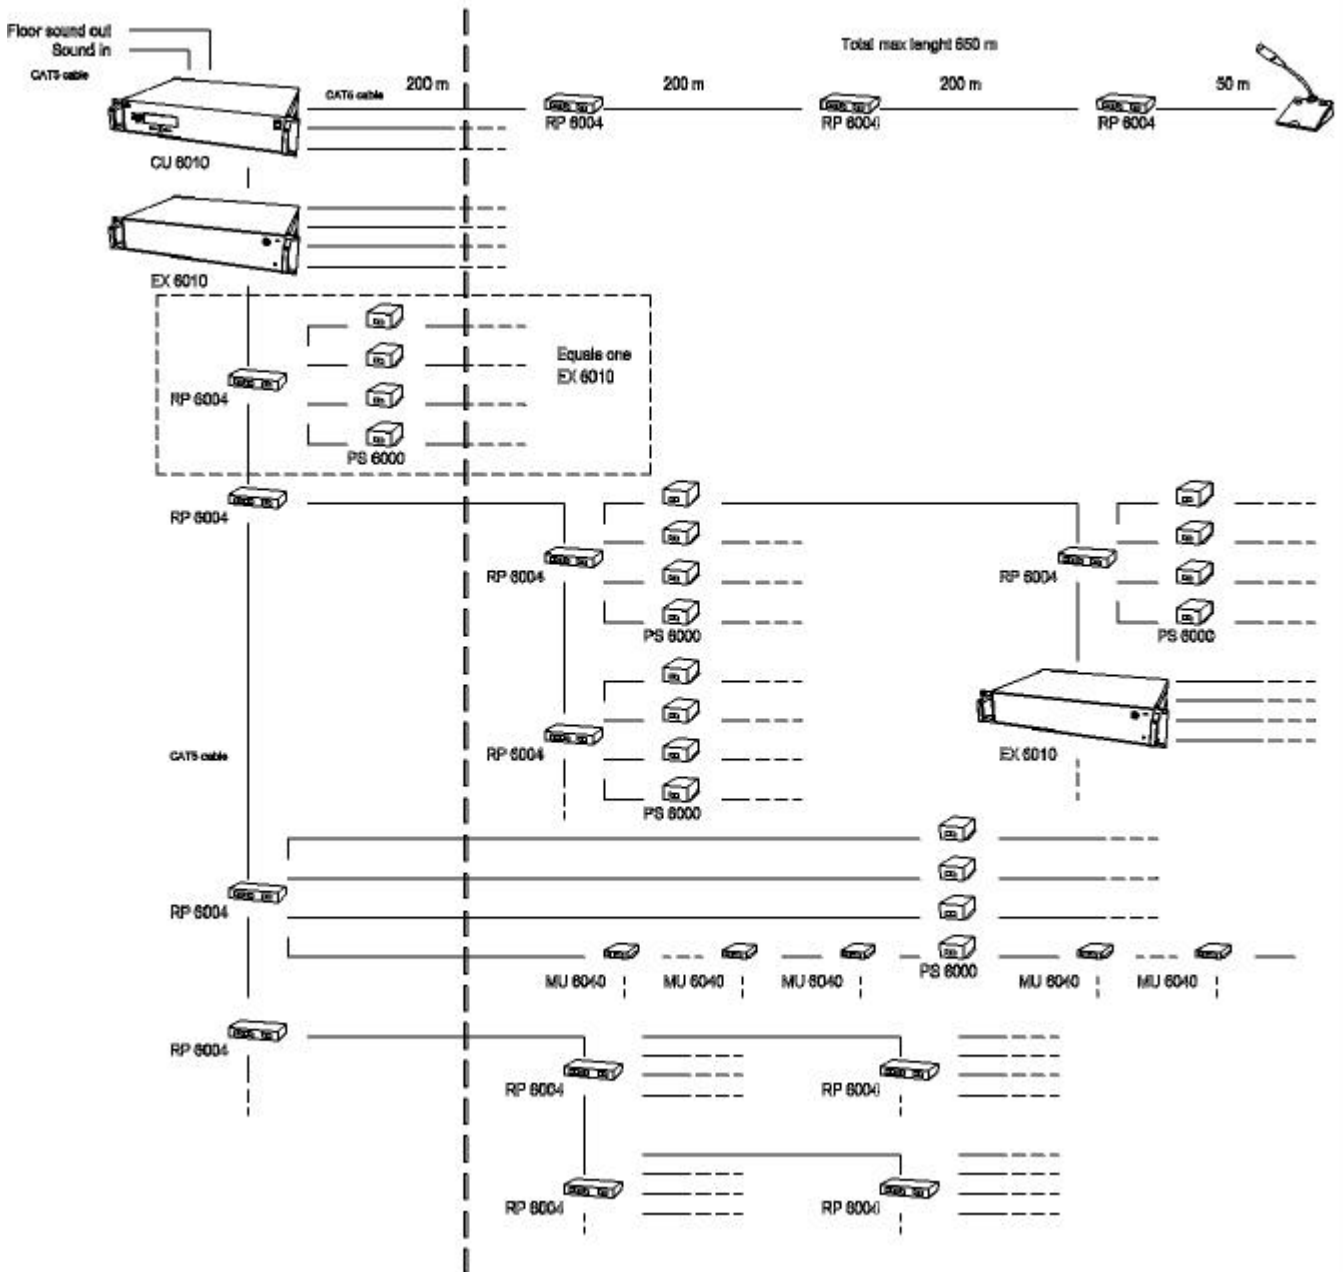 Floor sound out
Sound in
CAT5 cable
Total max lenght 650 m
200 m
CAT5 cable
200 m
200 m
50 m
RP 6004
RP 6004
RP 6004
CU 6010
EX 6010
Equals one
EX 6010
RP 6004
PS 6000
RP 6004
RP 6004
RP 6004
PS 6000
PS 6000
RP 6004
EX 6010
CAT5 cable
PS 6000
RP 6004
PS 6000
MU 6040
MU 6040
MU 6040
MU 6040
MU 6040
RP 6004
RP 6004
RP 6004
RP 6004
RP 6004